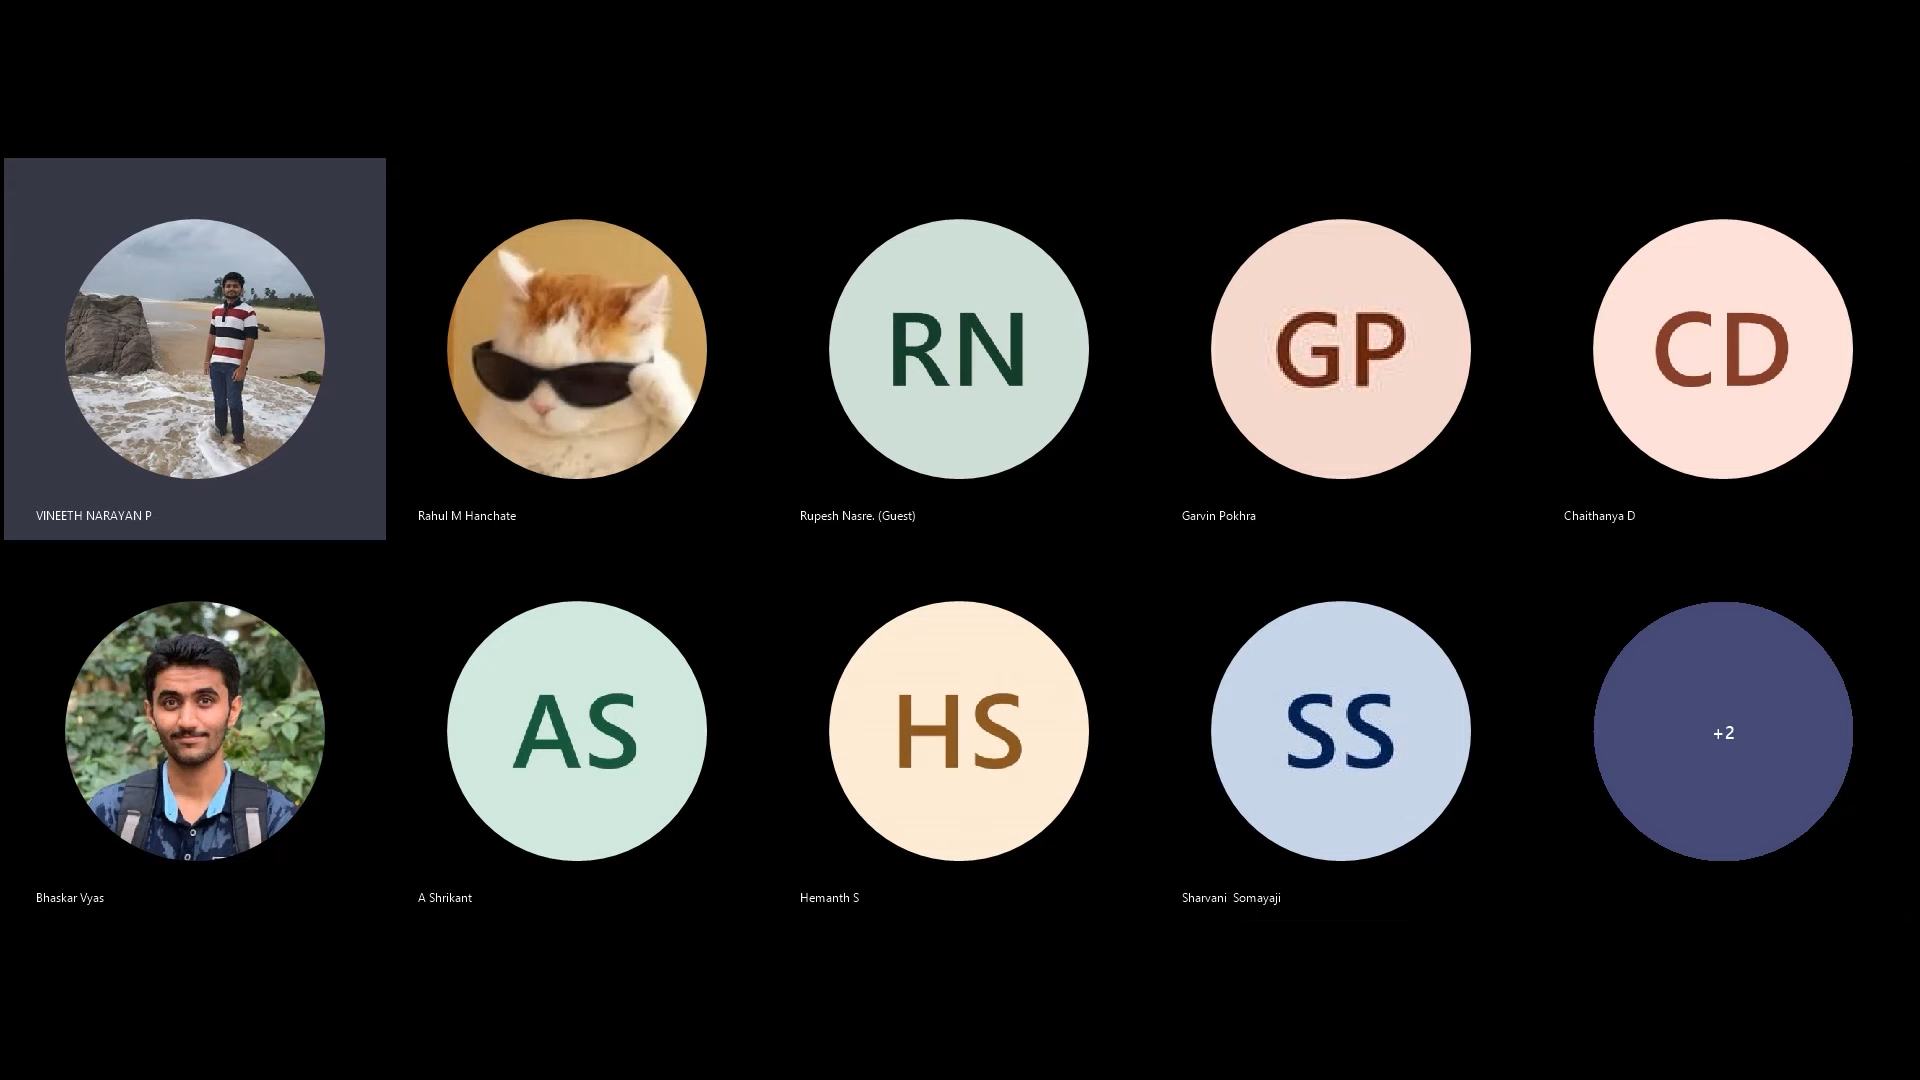 RN
GP
CD
VINEETH NARAYAN P
Rahul M Hanchate
Rupesh Nasre. (Guest)
Garvin Pokhra
Chaithanya D
AS
HS
SS
+2
Bhaskar Vyas
A Shrikant
Hemanth S
Sharvani  Somayaji